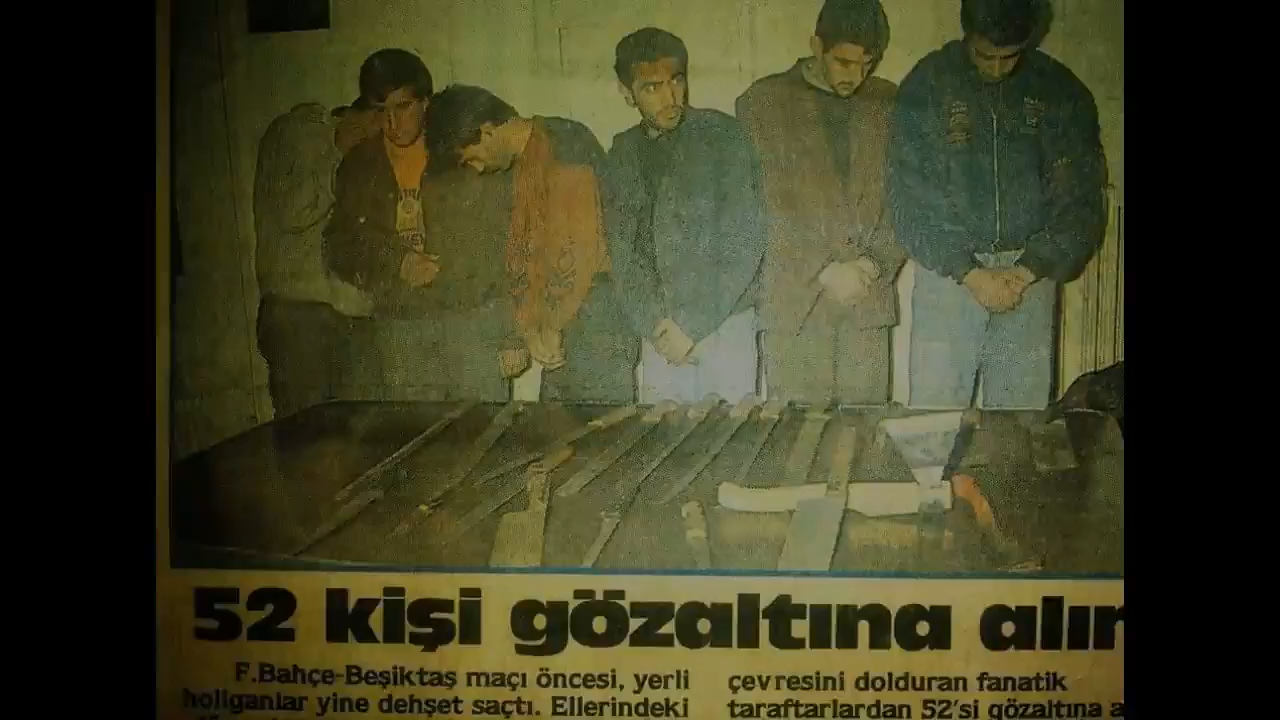 52 kişi gözaltına alın
F.Bahçe-Beşiktaş maçı öncesi, yerli
holiganlar yine dehşet saçtı. Ellerindeki
çevresini dolduran fanatik
taraftarlardan 52'si gözaltına a